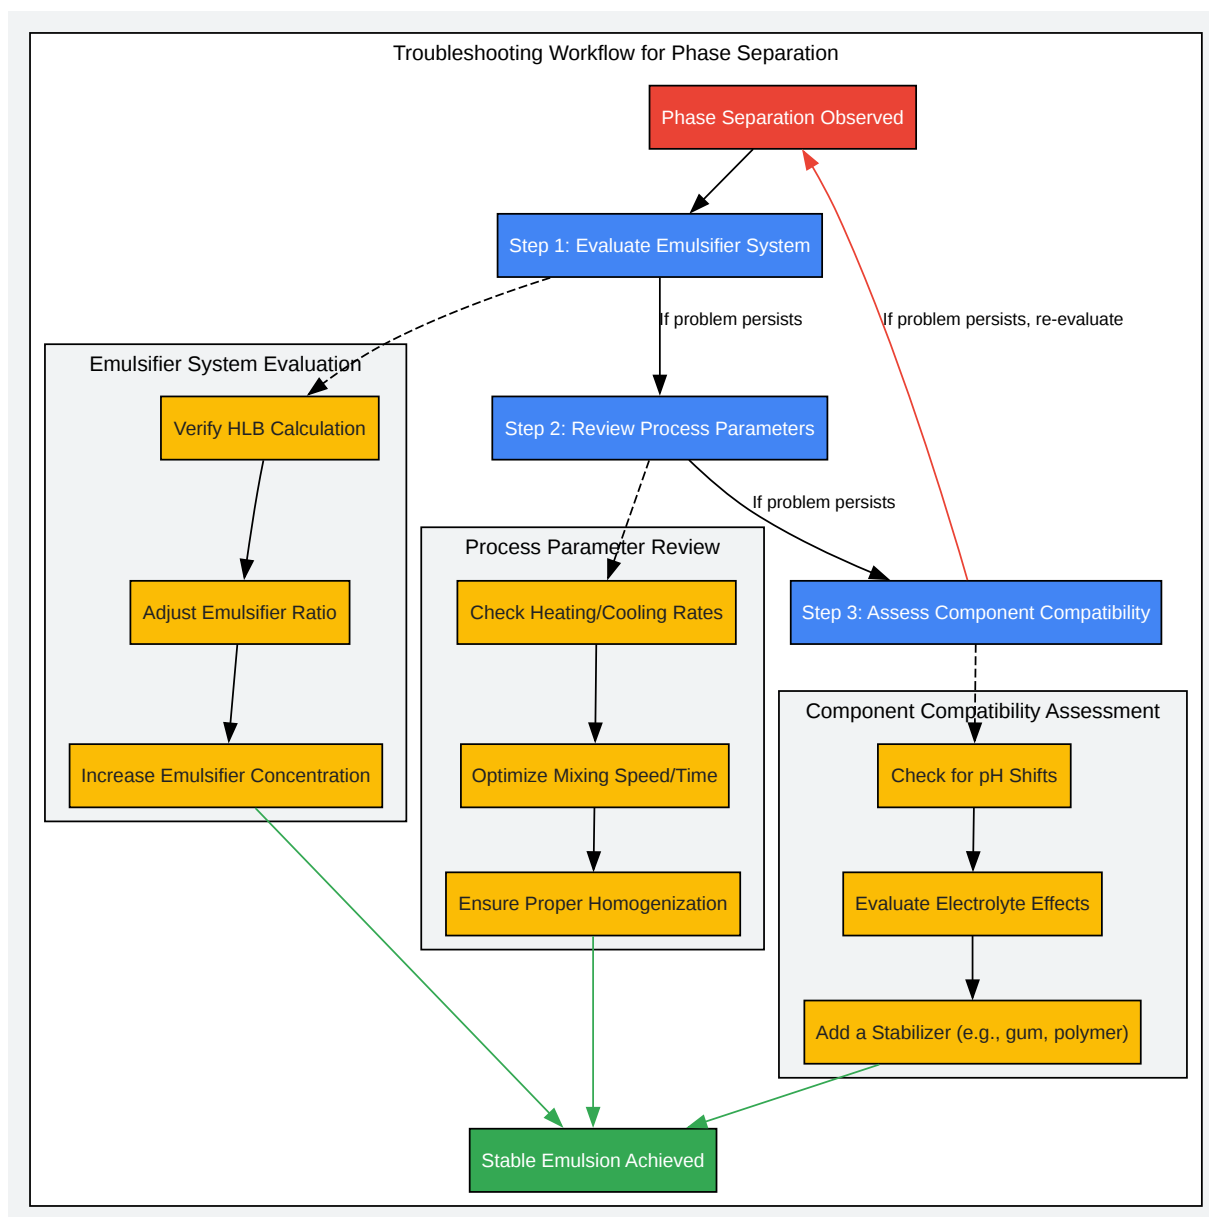 Troubleshooting Workflow for Phase Separation
Phase Separation Observed
Step 1: Evaluate Emulsifier System
If problem persists
If problem persists, re-evaluate
Emulsifier System Evaluation
Verify HLB Calculation
Step 2: Review Process Parameters
If problem persists
Process Parameter Review
Adjust Emulsifier Ratio
Check Heating/Cooling Rates
Step 3: Assess Component Compatibility
Component Compatibility Assessment
Increase Emulsifier Concentration
Optimize Mixing Speed/Time
Check for pH Shifts
Ensure Proper Homogenization
Evaluate Electrolyte Effects
Add a Stabilizer (e.g., gum, polymer)
Stable Emulsion Achieved